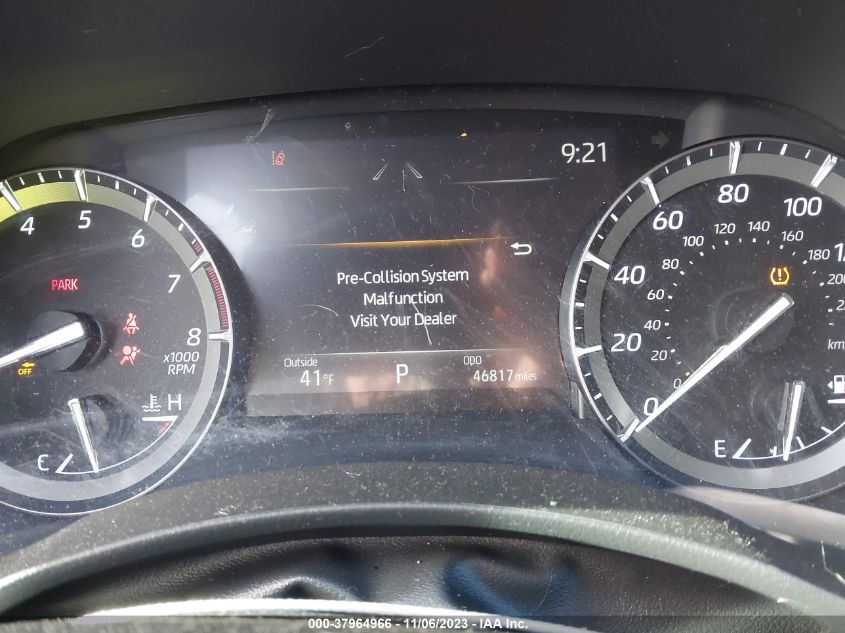 9:21
4 5 6 7 8
x1000
RPM
PARK
OFF
C H
Pre-Collision System
Malfunction
Visit Your Dealer
Outside
41°F
P
ODO
46817 miles
0 20 40 60 80 100
0 20 40 60 80 100 120 140 160 180
E
000-37964966 - 11/06/2023 - IAA Inc.